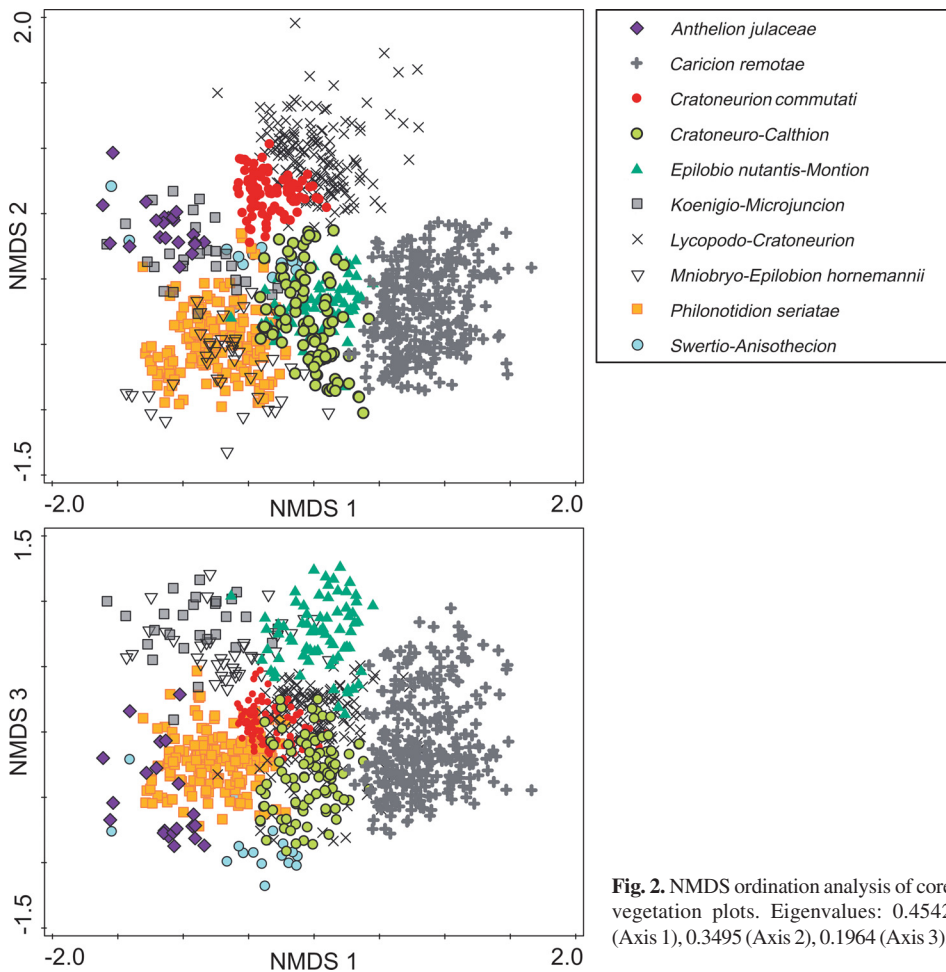 2.0
NMDS 2
-1.5
-2.0
NMDS 1
2.0
Anthelion julaceae
Caricion remotae
Cratoneurion commutati
Cratoneuro-Calthion
Epilobio nutantis-Montion
Koenigio-Microjuncion
Lycopodo-Cratoneurion
Mniobryo-Epilobion hornemannii
Philonotidion seriatae
Swertio-Anisothecion
1.5
NMDS 3
-1.5
-2.0
NMDS 1
2.0
Fig. 2. NMDS ordination analysis of core
vegetation plots. Eigenvalues: 0.4542
(Axis 1), 0.3495 (Axis 2), 0.1964 (Axis 3)